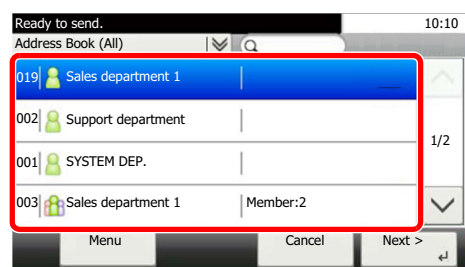 Ready to send. 10:10
Address Book (All)
019 Sales department 1
002 Support department
1/2
001 SYSTEM DEP.
003 Sales department 1 Member:2
Menu Cancel Next >